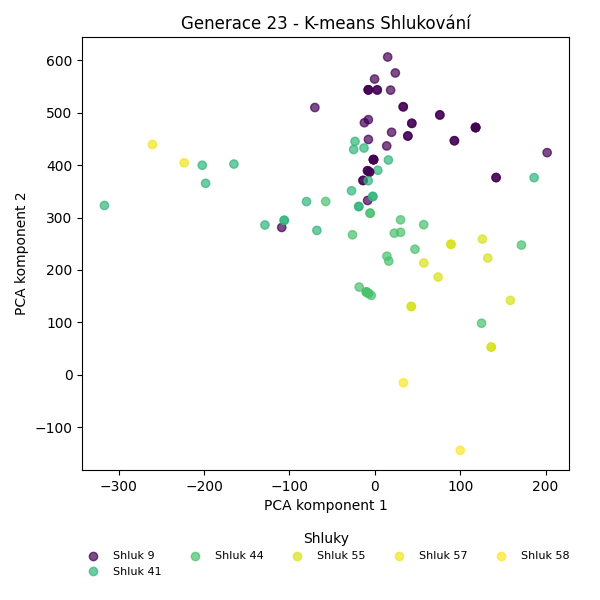 Generace 23 - K-means Shlukování
PCA komponent 2
600
500
400
300
200
100
0
−100
−300
−200
−100
0
100
200
PCA komponent 1
Shluky
Shluk 9
Shluk 44
Shluk 55
Shluk 57
Shluk 58
Shluk 41